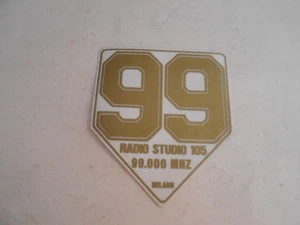 99
RADIO STUDIO 105
99.000 MHZ
MILANO